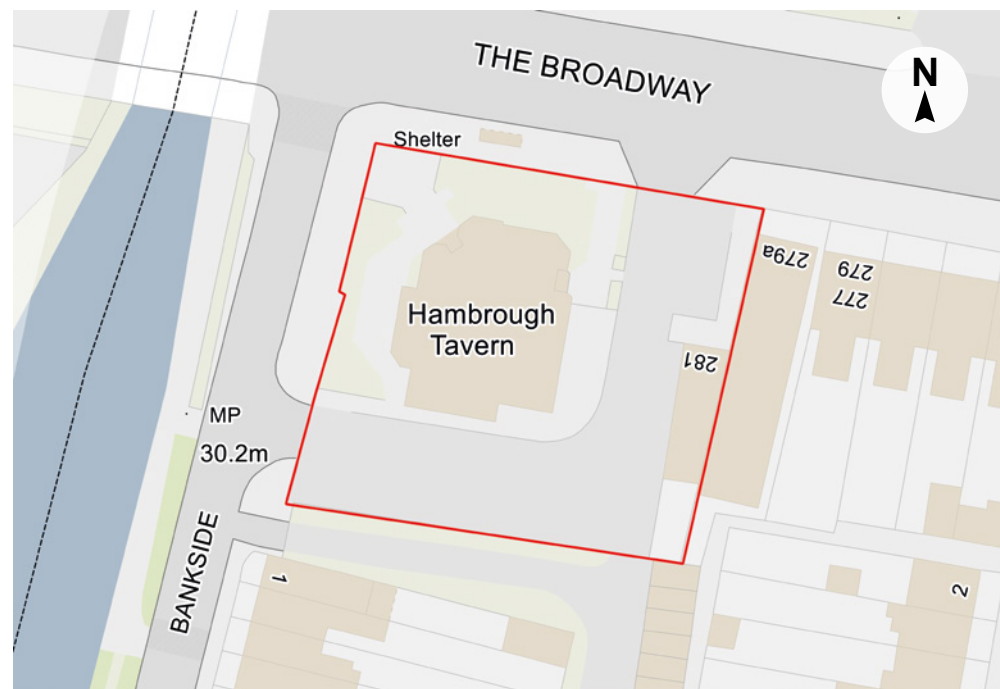 THE BROADWAY
N
Shelter
279a
279
277
Hambrough
Tavern
281
MP
30.2m
BANKSIDE
1
2